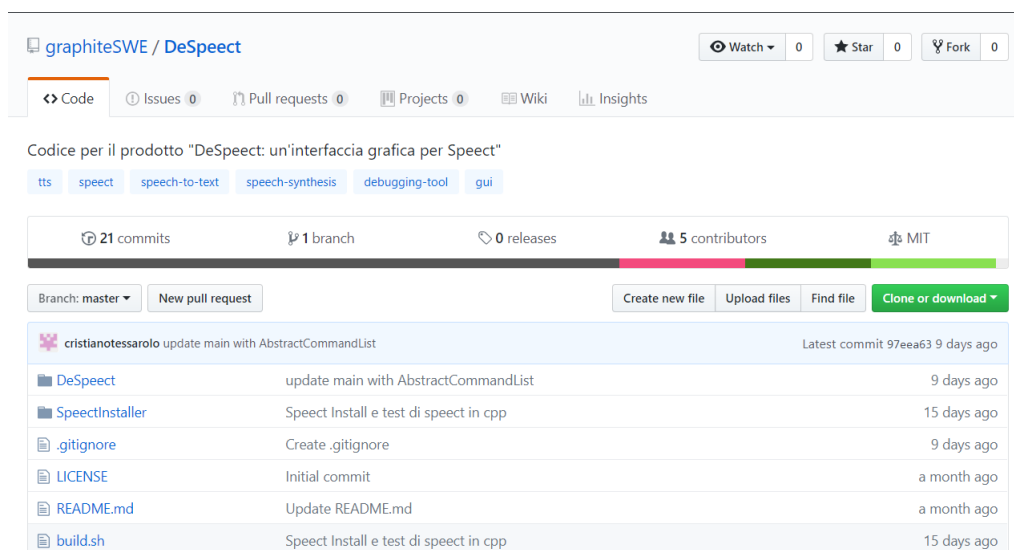 graphiteSWE / DeSpeect Watch 0 Star 0 Fork 0
Code Issues 0 Pull requests 0 Projects 0 Wiki Insights
Codice per il prodotto "DeSpeect: un'interfaccia grafica per Speect"
tts speect speech-to-text speech-synthesis debugging-tool gui
21 commits 1 branch 0 releases 5 contributors MIT
Branch: master New pull request Create new file Upload files Find file Clone or download
cristianotessarolo update main with AbstractCommandList Latest commit 97eea63 9 days ago
DeSpeect update main with AbstractCommandList 9 days ago
SpeectInstaller Speect Install e test di speect in cpp 15 days ago
.gitignore Create .gitignore 9 days ago
LICENSE Initial commit a month ago
README.md Update README.md a month ago
build.sh Speect Install e test di speect in cpp 15 days ago